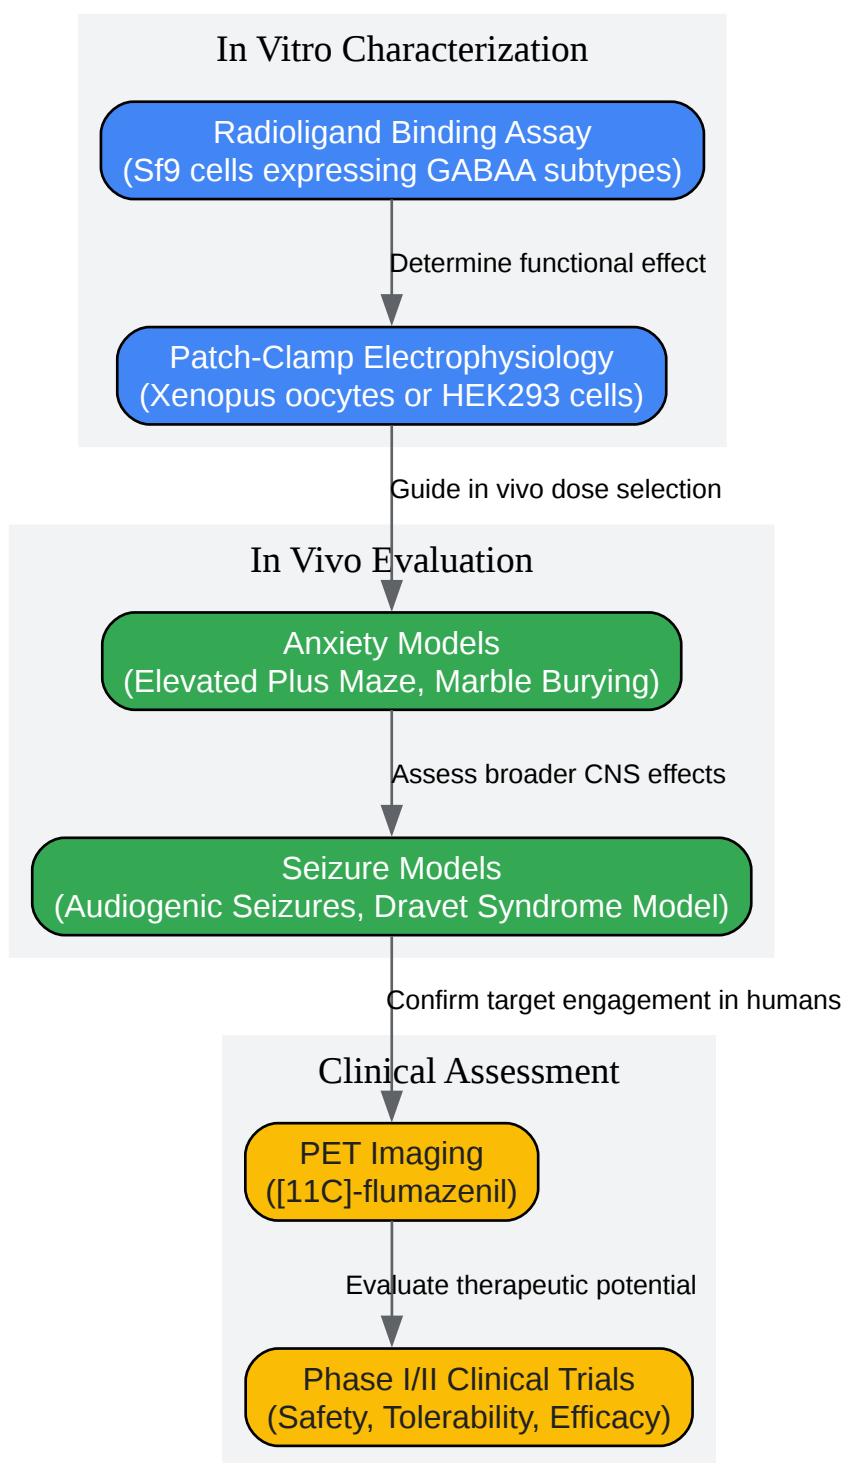 In Vitro Characterization
Radioligand Binding Assay
(Sf9 cells expressing GABAA subtypes)
Determine functional effect
Patch-Clamp Electrophysiology
(Xenopus oocytes or HEK293 cells)
Guide in vivo dose selection
In Vivo Evaluation
Anxiety Models
(Elevated Plus Maze, Marble Burying)
Assess broader CNS effects
Seizure Models
(Audiogenic Seizures, Dravet Syndrome Model)
Confirm target engagement in humans
Clinical Assessment
PET Imaging
([11C]-flumazenil)
Evaluate therapeutic potential
Phase I/II Clinical Trials
(Safety, Tolerability, Efficacy)